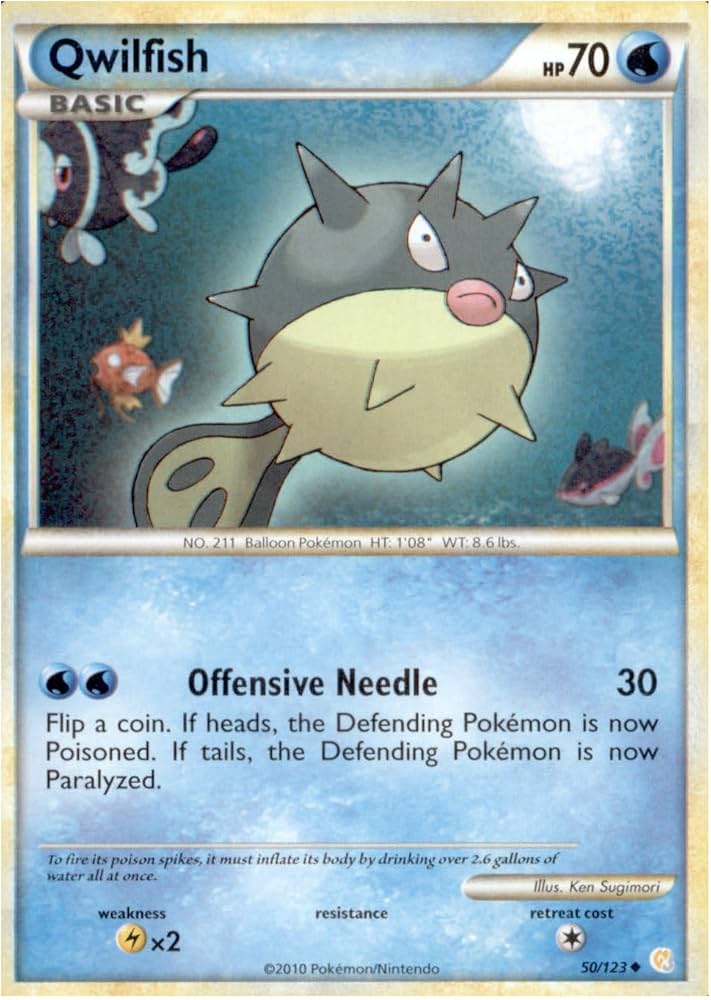 Qwilfish
HP 70
BASIC
NO. 211 Balloon Pokémon HT: 1'08" WT: 8.6 lbs.
Offensive Needle 30
Flip a coin. If heads, the Defending Pokémon is now
Poisoned. If tails, the Defending Pokémon is now
Paralyzed.
To fire its poison spikes, it must inflate its body by drinking over 2.6 gallons of
water all at once.
Illus. Ken Sugimori
weakness resistance retreat cost
x2
©2010 Pokémon/Nintendo 50/123